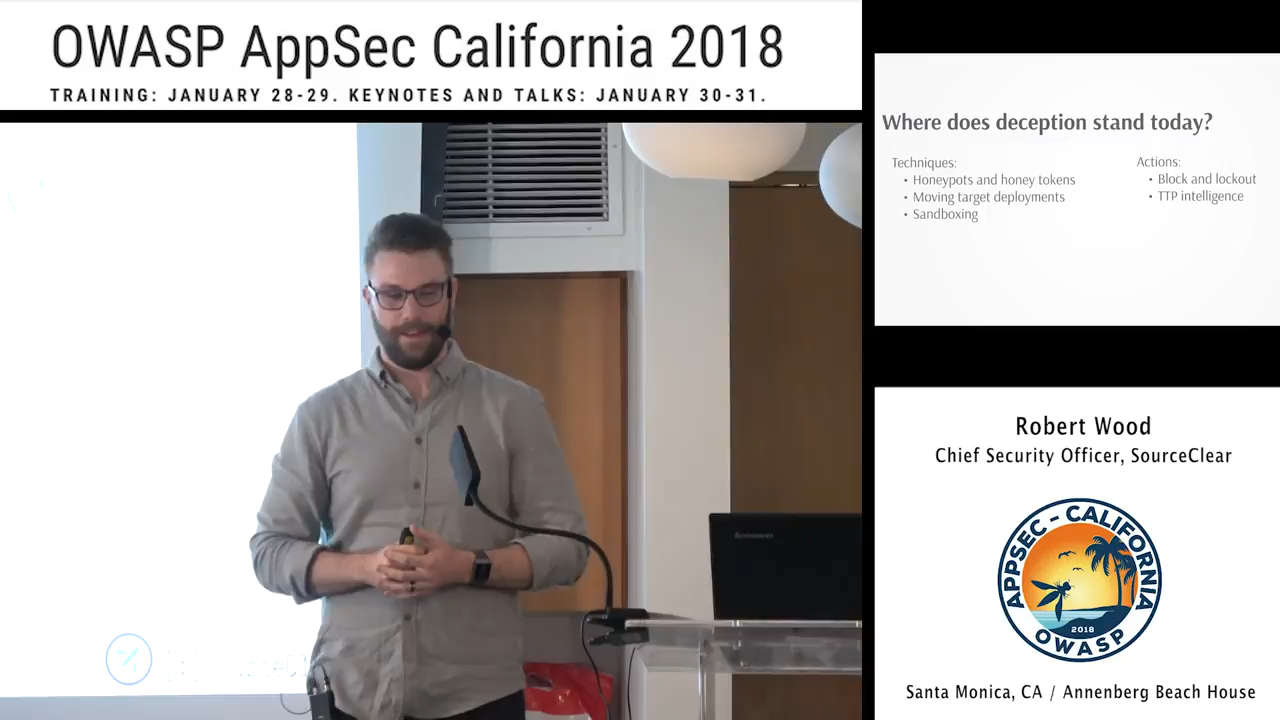 OWASP AppSec California 2018
TRAINING: JANUARY 28-29. KEYNOTES AND TALKS: JANUARY 30-31.
Where does deception stand today?
Techniques:
• Honeypots and honey tokens
• Moving target deployments
• Sandboxing
Actions:
• Block and lockout
• TTP intelligence
lenovo
Robert Wood
Chief Security Officer, SourceClear
APPSEC - CALIFORNIA
2018
OWASP
Santa Monica, CA / Annenberg Beach House